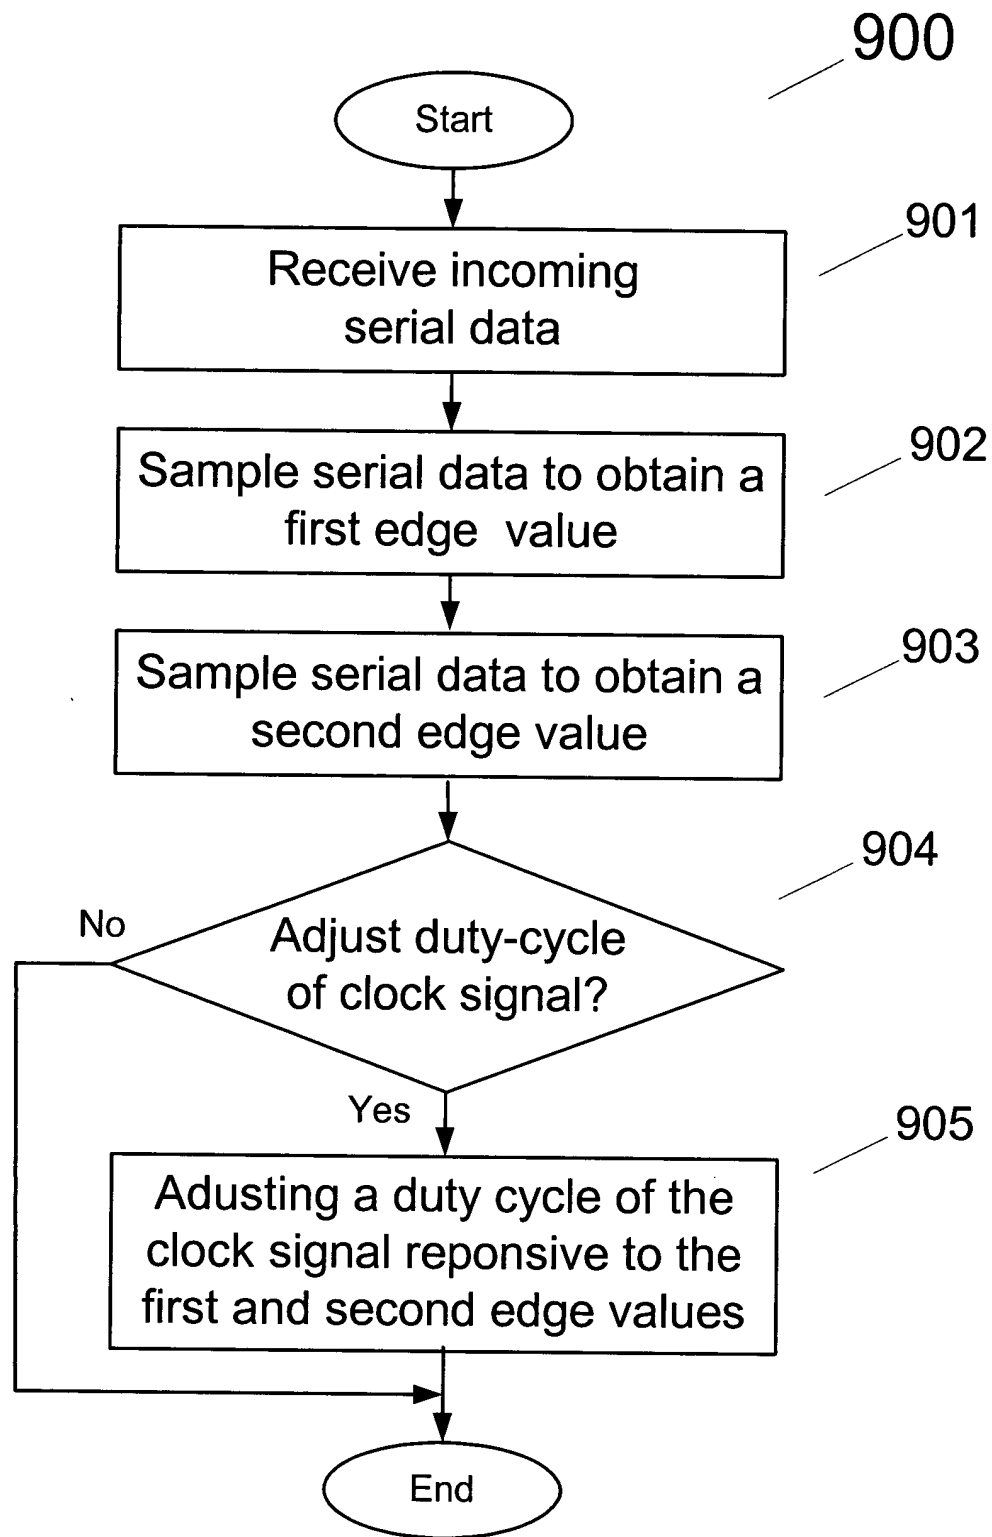 900
Start
901
Receive incoming
serial data
902
Sample serial data to obtain a
first edge value
903
Sample serial data to obtain a
second edge value
904
No
Adjust duty-cycle
of clock signal?
Yes
905
Adusting a duty cycle of the
clock signal reponsive to the
first and second edge values
End